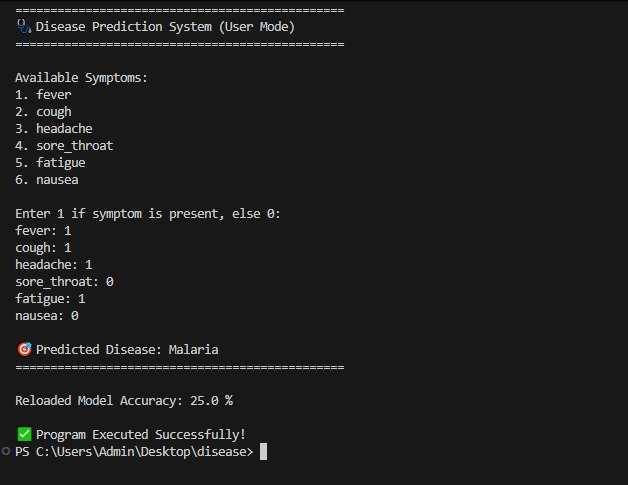 ===============================================
🩺 Disease Prediction System (User Mode)
===============================================
Available Symptoms:
1. fever
2. cough
3. headache
4. sore_throat
5. fatigue
6. nausea
Enter 1 if symptom is present, else 0:
fever: 1
cough: 1
headache: 1
sore_throat: 0
fatigue: 1
nausea: 0
🎯 Predicted Disease: Malaria
===============================================
Reloaded Model Accuracy: 25.0 %
✅ Program Executed Successfully!
PS C:\Users\Admin\Desktop\disease>